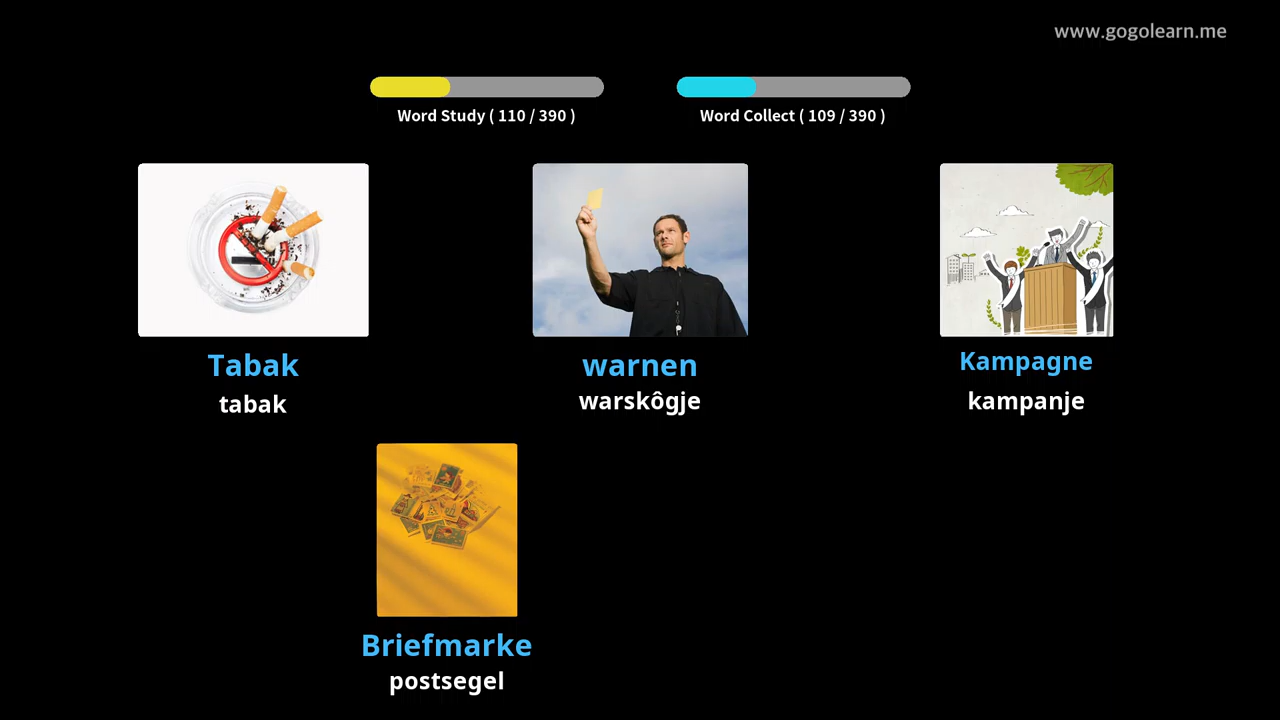 www.gogolearn.me
Word Study ( 110 / 390 )
Word Collect ( 109 / 390 )
Tabak
tabak
warnen
warskôgje
Kampagne
kampanje
Briefmarke
postsegel